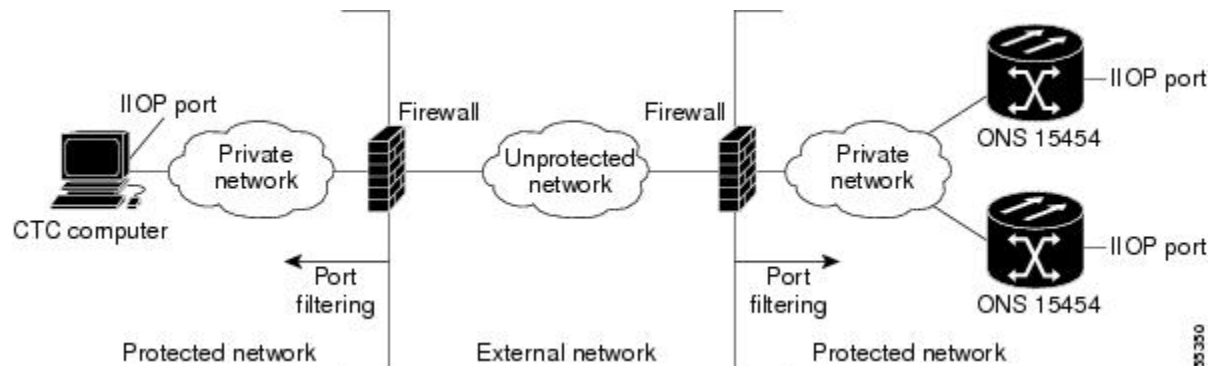 IIOP port
Firewall
Firewall
IIOP port
Private
network
Unprotected
network
Private
network
ONS 15454
CTC computer
IIOP port
Port
filtering
Port
filtering
ONS 15454
Protected network
External network
Protected network
55350